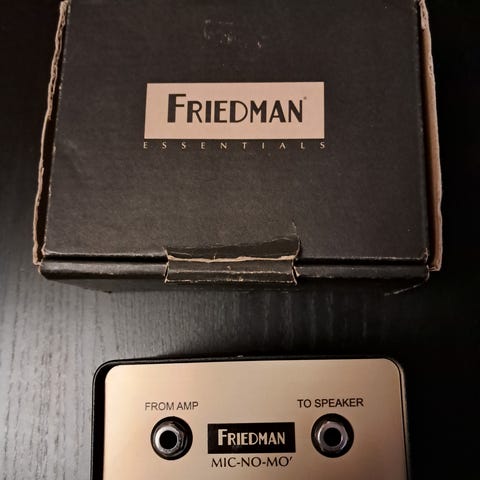 FRIEDMAN®
ESSENTIALS
FROM AMP
TO SPEAKER
FRIEDMAN
MIC-NO-MO'